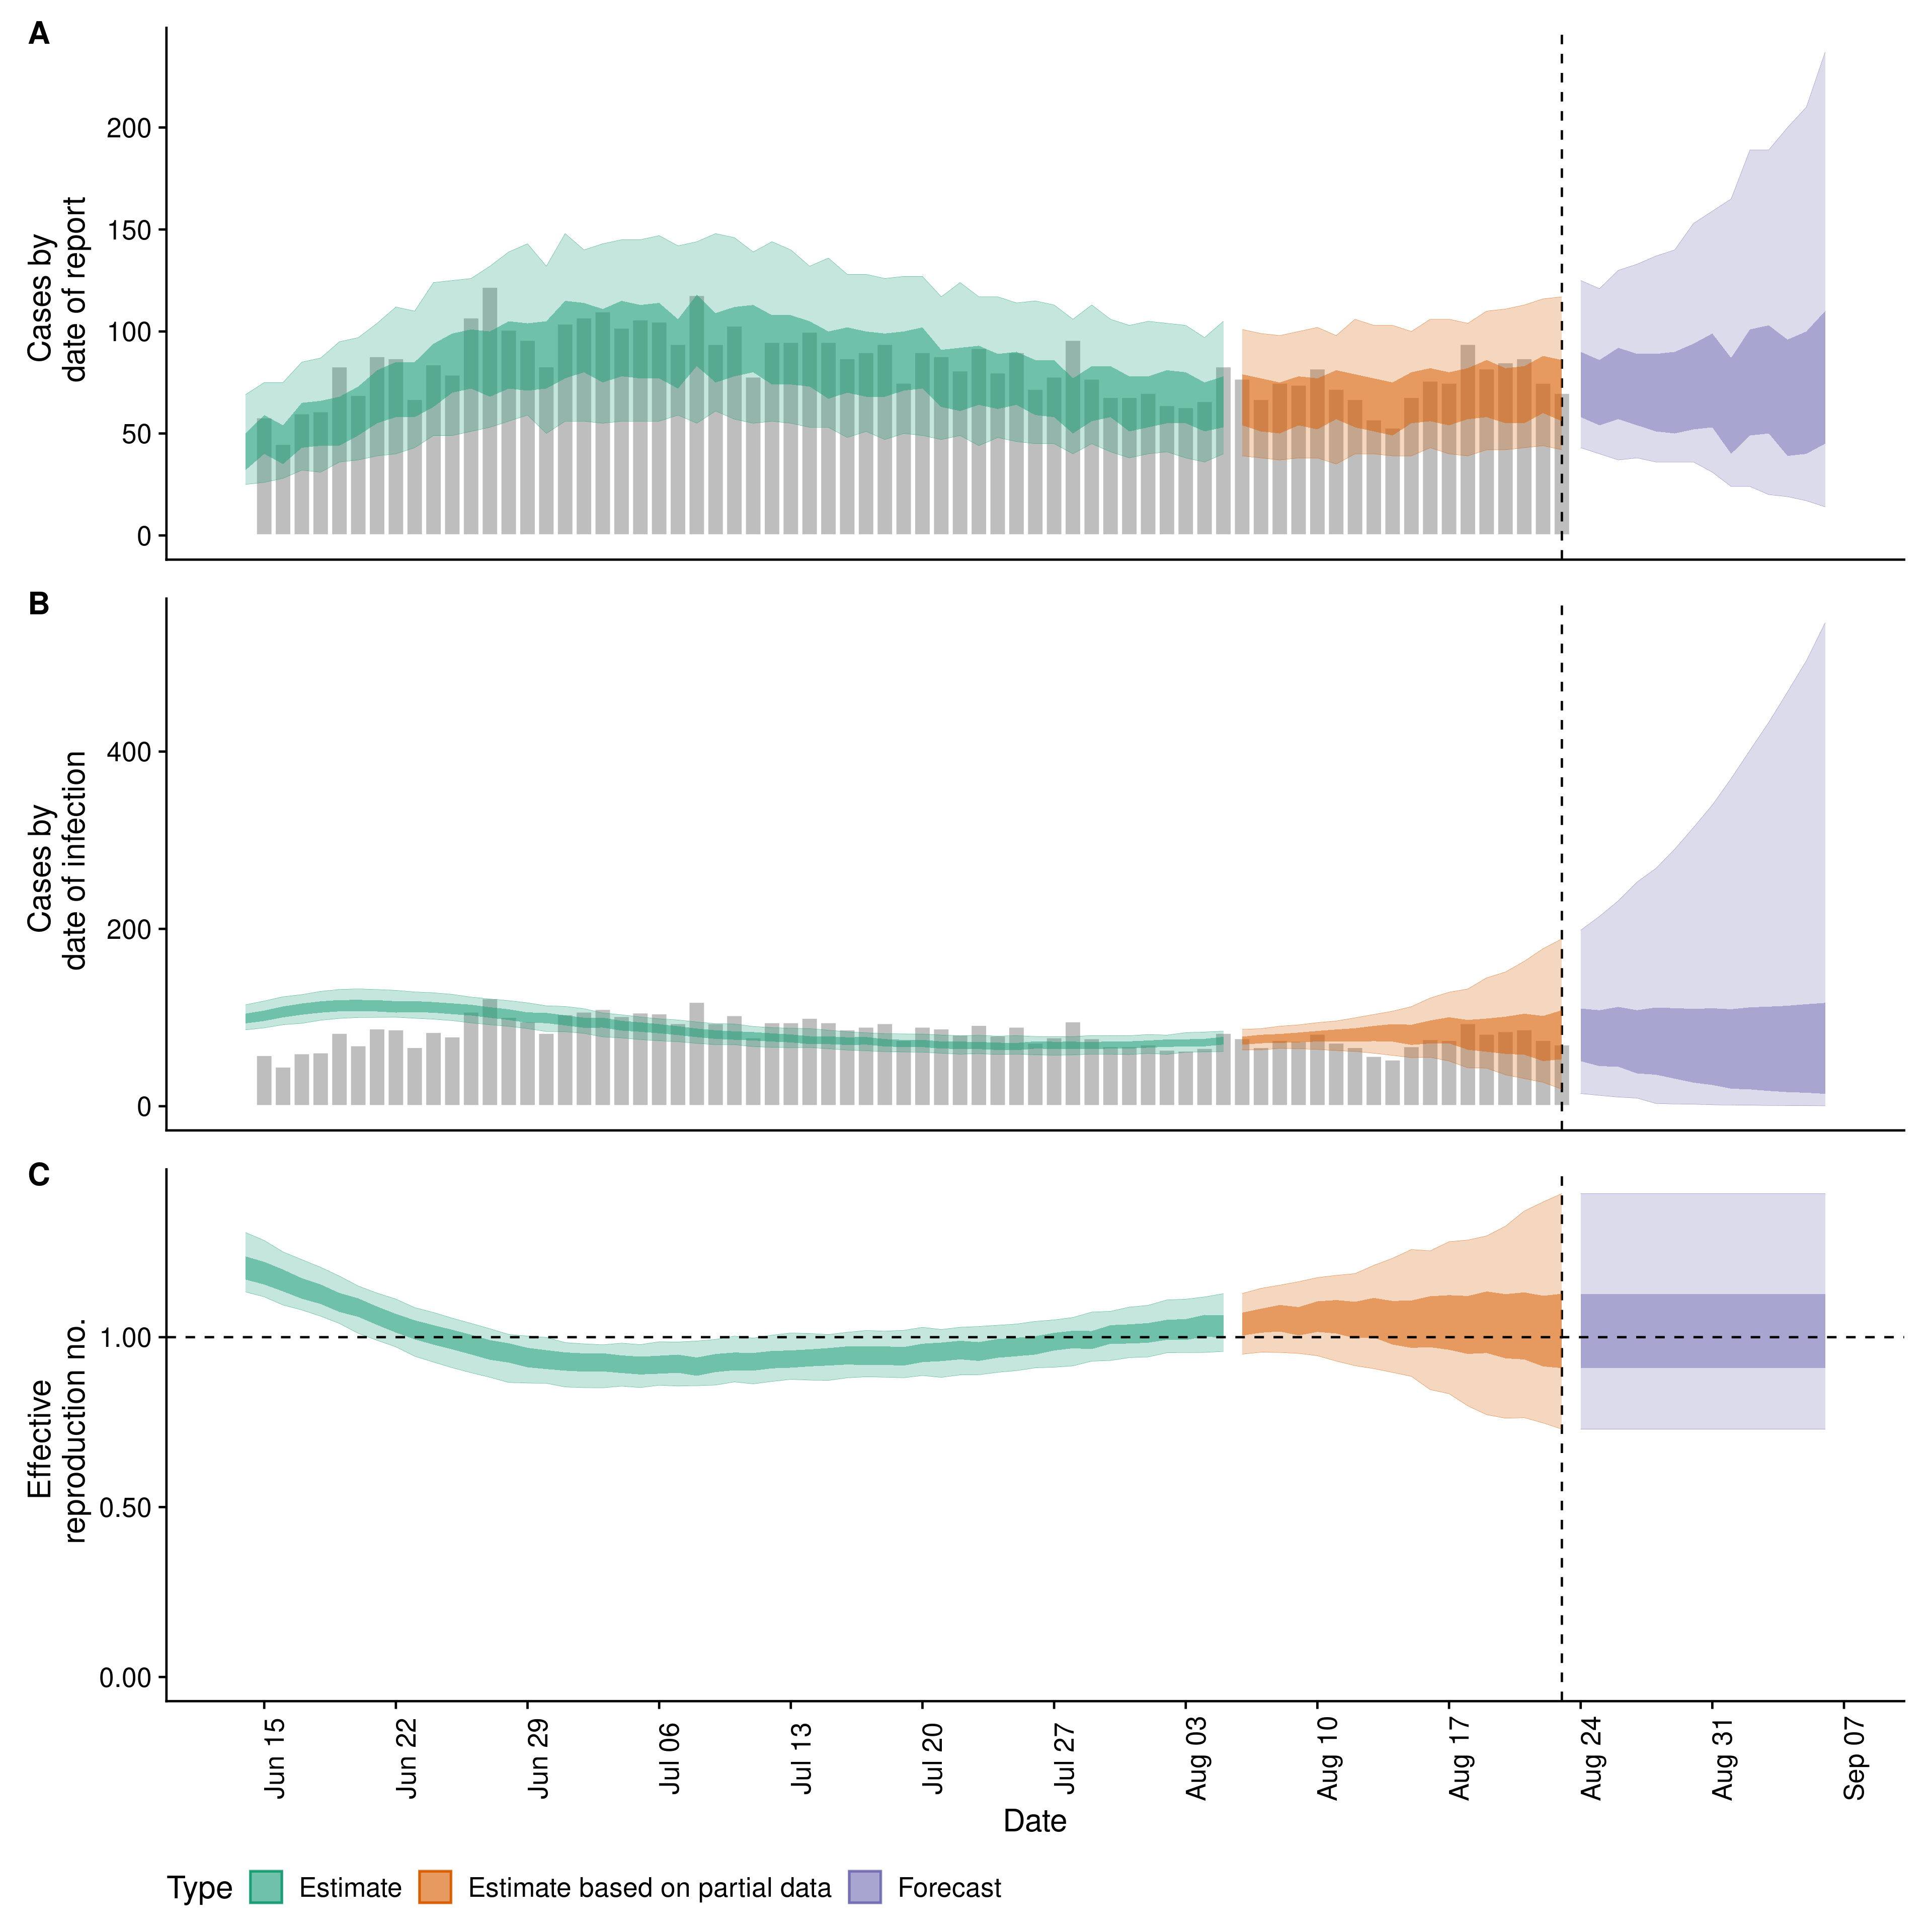 A
Cases by
date of report
200
150
100
50
0
B
Cases by
date of infection
400
200
0
C
Effective
reproduction no.
1.00
0.50
0.00
Jun 15
Jun 22
Jun 29
Jul 06
Jul 13
Jul 20
Jul 27
Aug 03
Aug 10
Aug 17
Aug 24
Aug 31
Sep 07
Date
Type Estimate Estimate based on partial data Forecast